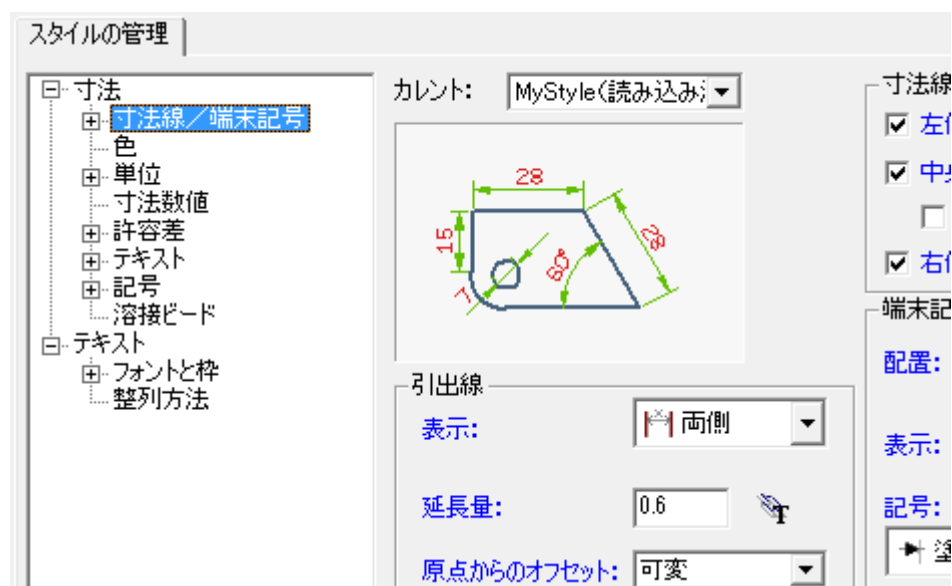 スタイルの管理
寸法
寸法線／端末記号
色
単位
寸法数値
許容差
テキスト
記号
溶接ビード
テキスト
フォントと枠
整列方法
カレント:
MyStyle(読み込み
28
15
7
60°
28
引出線
表示:
両側
延長量:
0.6
原点からのオフセット:
可変
寸法線
左
中
右
端末記
配置:
表示:
記号: